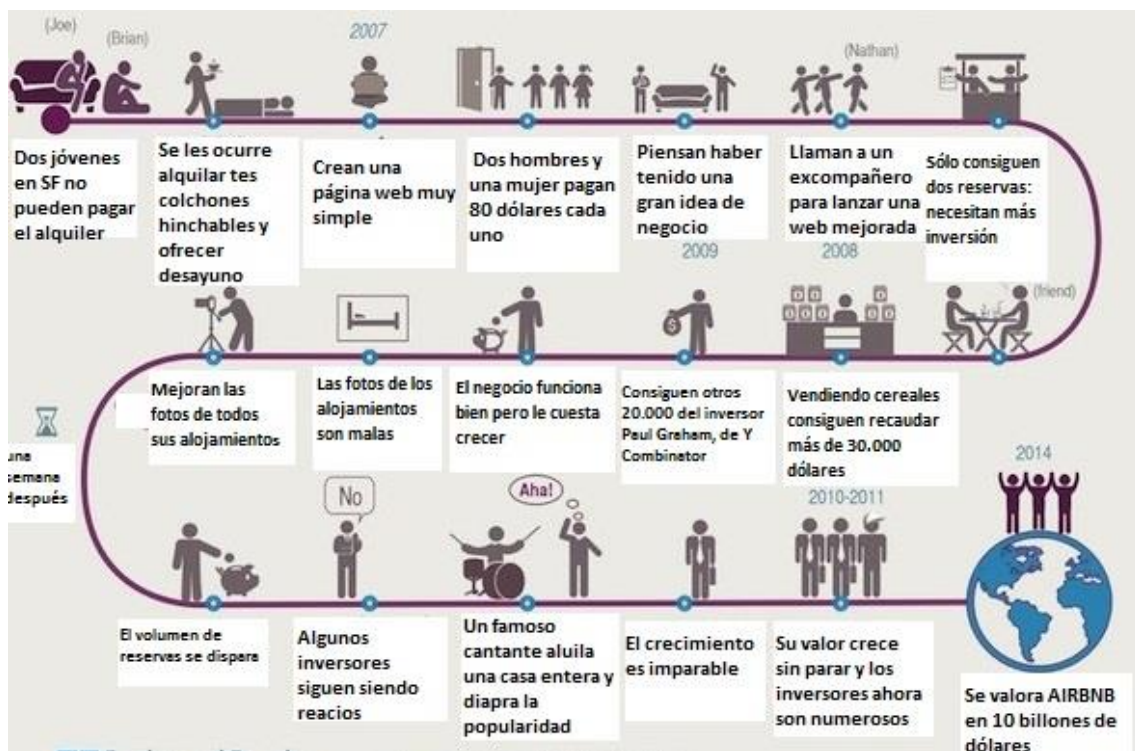 (Joe)
(Brian)
2007
(Nathan)
Dos jóvenes
en SF no
pueden pagar
el alquiler
Se les ocurre
alquilar tes
colchones
hinchables y
ofrecer
desayuno
Crean una
página web muy
simple
Dos hombres y
una mujer pagan
80 dólares cada
uno
Piensan haber
tenido una
gran idea de
negocio
Llaman a un
excompañero
para lanzar una
web mejorada
Sólo consiguen
dos reservas:
necesitan más
inversión
(friend)
2008
Vendiendo cereales
consiguen recaudar
más de 30.000
dólares
2009
Consiguen otros
20.000 del inversor
Paul Graham, de Y
Combinator
El negocio funciona
bien pero le cuesta
crecer
Las fotos de los
alojamientos
son malas
Mejoran las
fotos de todos
sus alojamientos
una
semana
después
El volumen de
reservas se dispara
No
Algunos
inversores
siguen siendo
reacios
Aha!
Un famoso
cantante aluila
una casa entera y
diapra la
popularidad
El crecimiento
es imparable
2010-2011
Su valor crece
sin parar y los
inversores ahora
son numerosos
2014
Se valora AIRBNB
en 10 billones de
dólares